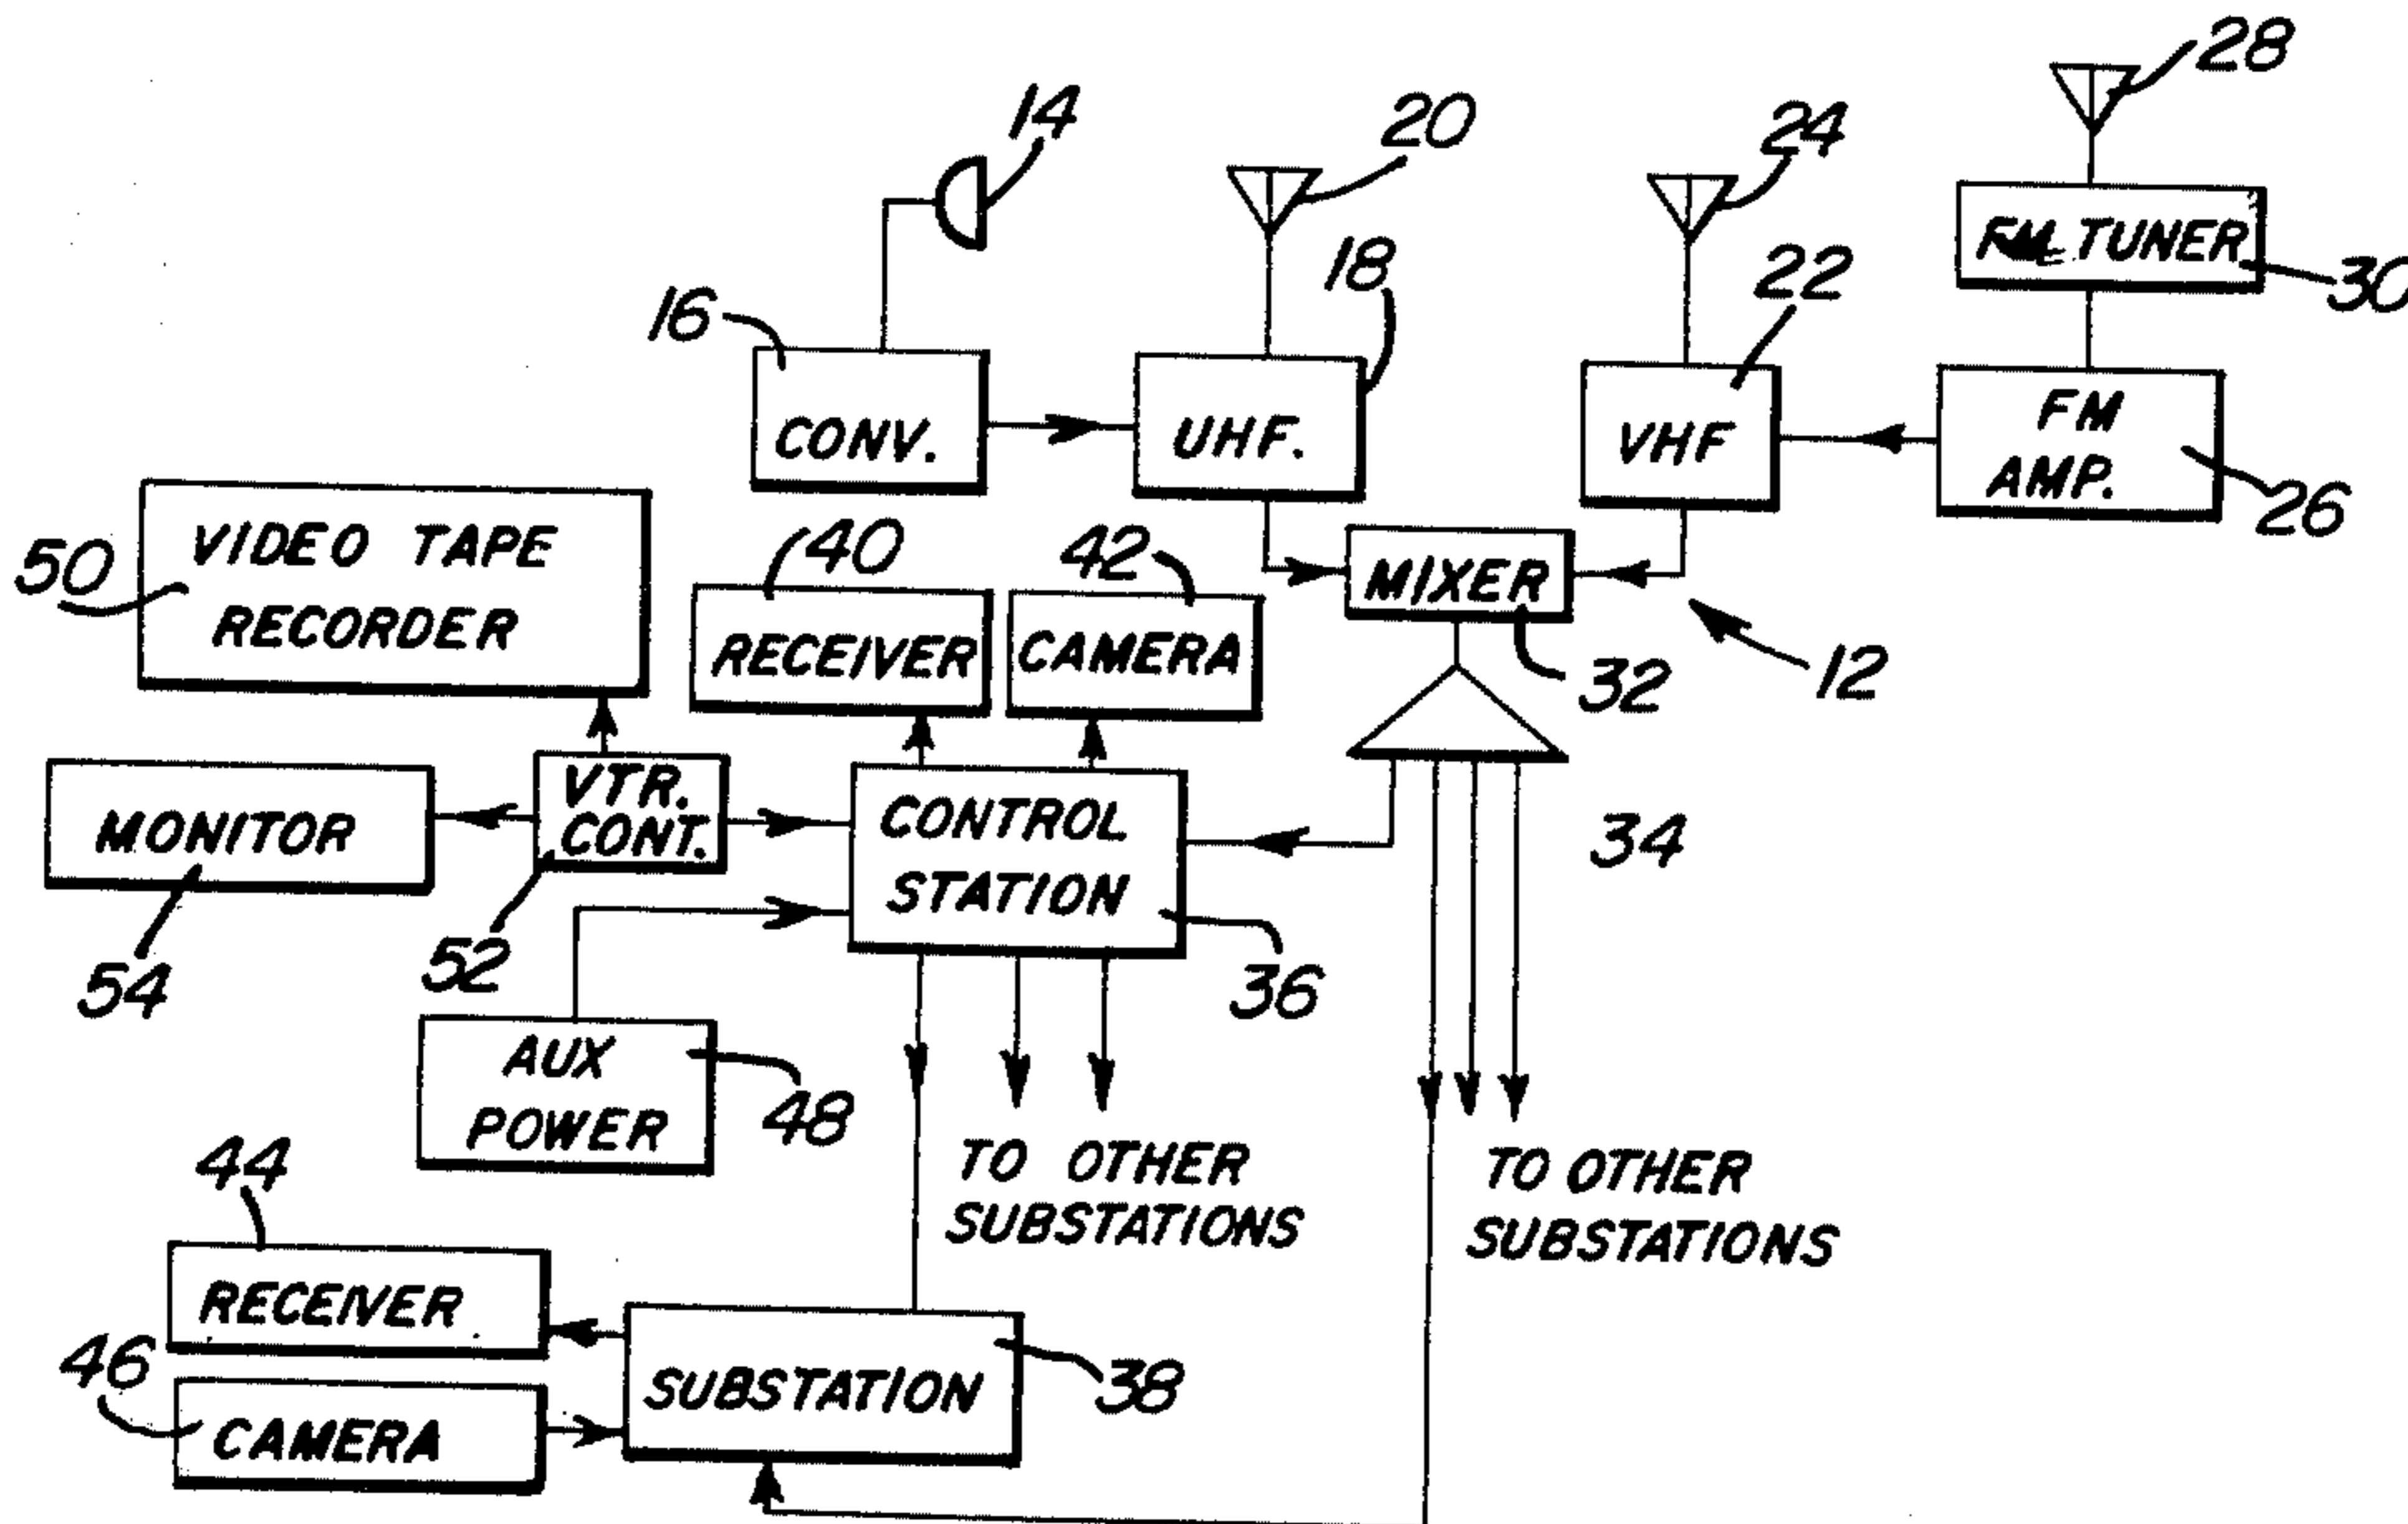 28
14
20
24
FM TUNER
30
18
22
16
CONV.
UHF.
VHF
FM
AMP.
26
50
VIDEO TAPE
RECORDER
40
42
MIXER
RECEIVER
CAMERA
32
12
MONITOR
VTR.
CONT.
CONTROL
STATION
34
54
52
36
AUX
POWER
48
TO OTHER
SUBSTATIONS
TO OTHER
SUBSTATIONS
44
RECEIVER
46
CAMERA
SUBSTATION
38